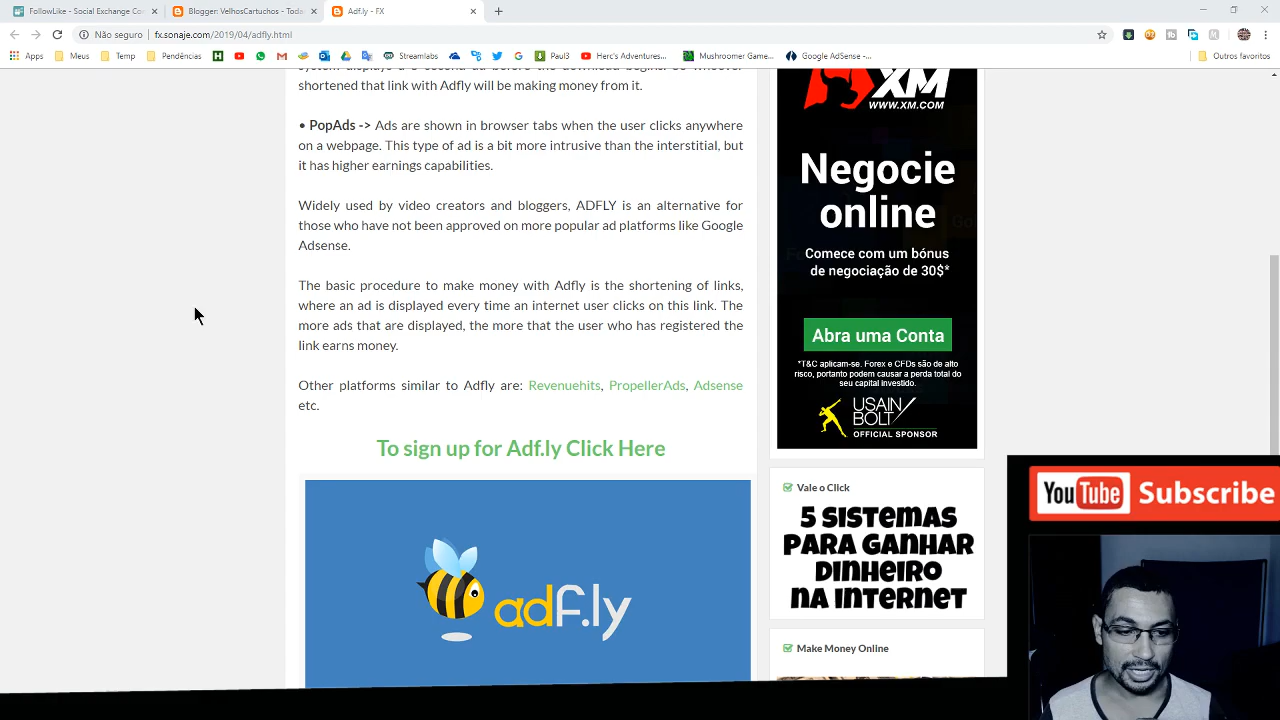 FollowLike - Social Exchange Co
Blogger: VelhosCartuchos - Toda
Adf.ly - FX
Não seguro
fx.sonaje.com/2019/04/adfly.html
Apps
Meus
Temp
Pendências
Streamlabs
Paul3
Herc's Adventures...
Mushroomer Game...
Google AdSense -...
Outros favoritos
shortened that link with Adfly will be making money from it.
• PopAds -> Ads are shown in browser tabs when the user clicks anywhere
on a webpage. This type of ad is a bit more intrusive than the interstitial, but
it has higher earnings capabilities.
Widely used by video creators and bloggers, ADFLY is an alternative for
those who have not been approved on more popular ad platforms like Google
Adsense.
The basic procedure to make money with Adfly is the shortening of links,
where an ad is displayed every time an internet user clicks on this link. The
more ads that are displayed, the more that the user who has registered the
link earns money.
Other platforms similar to Adfly are: Revenuehits, PropellerAds, Adsense
etc.
To sign up for Adf.ly Click Here
adf.ly
XM
WWW.XM.COM
Negocie
online
Comece com um bónus
de negociação de 30$*
Abra uma Conta
*T&C aplicam-se. Forex e CFDs são de alto
risco, portanto podem causar a perda total do
seu capital investido.
USAIN
BOLT
OFFICIAL SPONSOR
Vale o Click
5 SISTEMAS
PARA GANHAR
DINHEIRO
NA INTERNET
Make Money Online
YouTube Subscribe